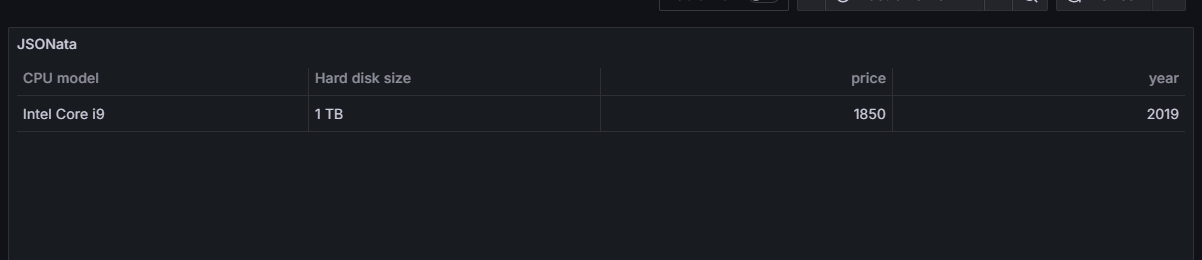 JSONata
CPU model Hard disk size price year
Intel Core i9 1 TB 1850 2019